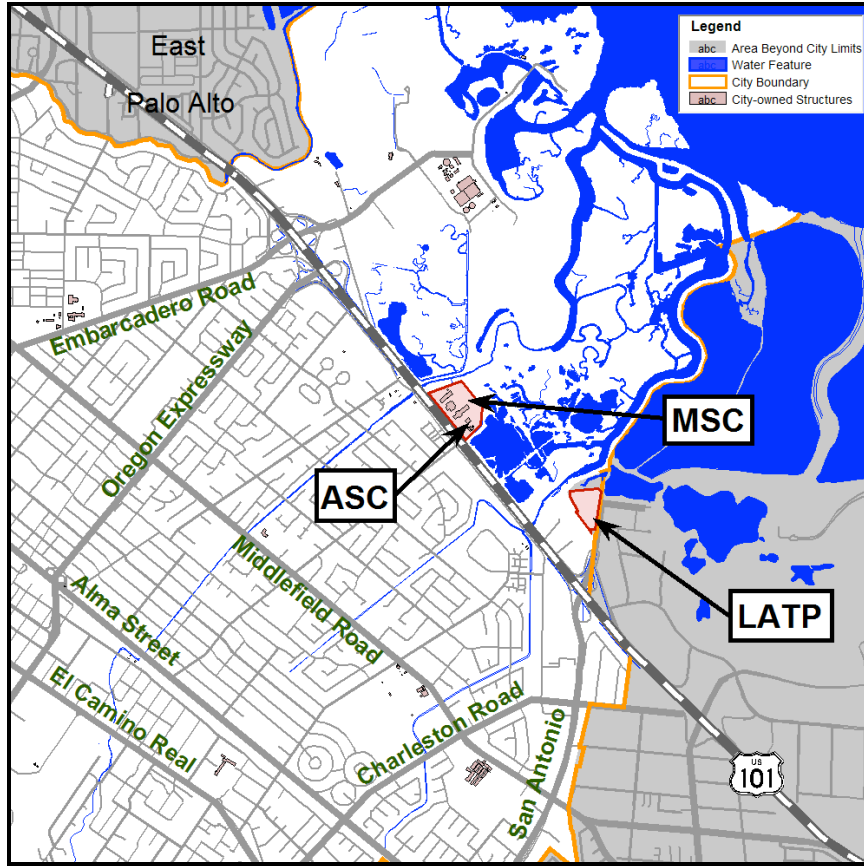 East
Palo Alto
Legend
abc Area Beyond City Limits
abc Water Feature
City Boundary
abc City-owned Structures
Embarcadero Road
Oregon Expressway
MSC
ASC
Middlefield Road
LATP
Alma Street
El Camino Real
Charleston Road
San Antonio
US
101